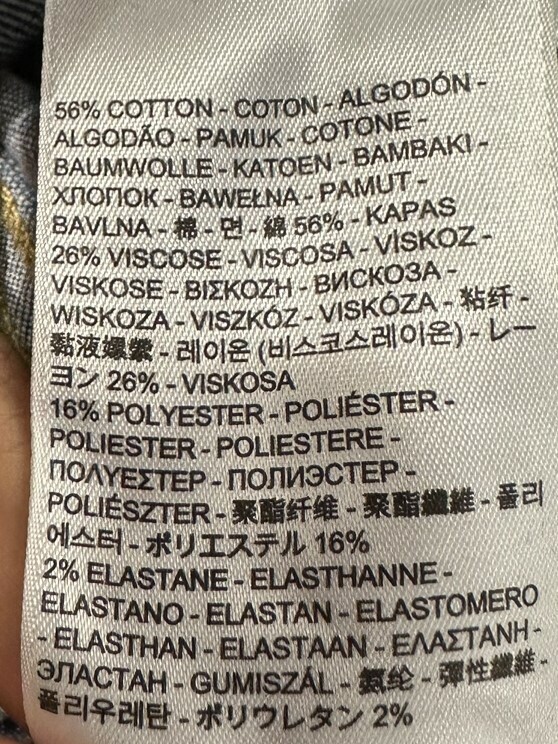 56% COTTON - COTON - ALGODÓN -
ALGODÃO - PAMUK - COTONE -
BAUMWOLLE - KATOEN - BAMBAKI -
ХЛОПОК - BAWEŁNA - PAMUT -
BAVLNA - 棉 - 면 - 綿 56% - KAPAS
26% VISCOSE - VISCOSA - VİSKOZ -
VISKOSE - ΒΙΣΚΟΖΗ - ВИСКОЗА -
WISKOZA - VISZKÓZ - VISKÓZA - 粘纤 -
黏液嫘縈 - 레이온 (비스코스레이온) - レー
ヨン 26% - VISKOSA
16% POLYESTER - POLIÉSTER -
POLIESTER - POLIESTERE -
ΠΟΛΥΕΣΤΕΡ - ПОЛИЭСТЕР -
POLIÉSZTER - 聚酯纤维 - 聚酯纖維 - 폴리
에스터 - ポリエステル 16%
2% ELASTANE - ELASTHANNE -
ELASTANO - ELASTAN - ELASTOMERO
- ELASTHAN - ELASTAAN - ΕΛΑΣΤΑΝΗ -
ЭЛАСТАН - GUMISZÁL - 氨纶 - 彈性纖維 -
폴리우레탄 - ポリウレタン 2%